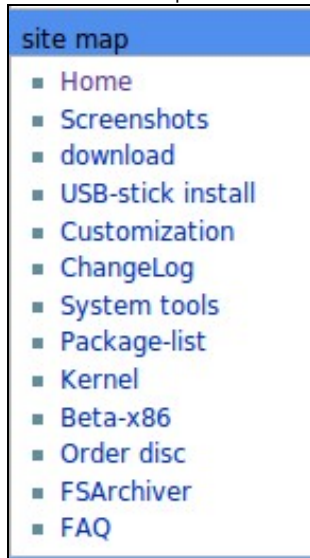 site map
Home
Screenshots
download
USB-stick install
Customization
ChangeLog
System tools
Package-list
Kernel
Beta-x86
Order disc
FSArchiver
FAQ